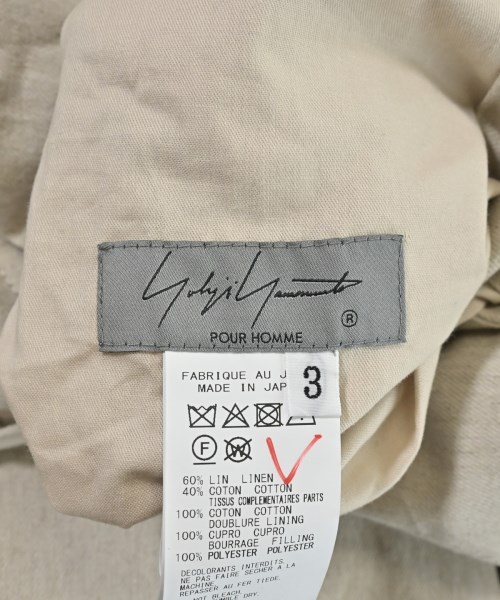 Yohji Yamamoto
®
POUR HOMME
FABRIQUE AU J
MADE IN JAP
3
F
W
60% LIN LINEN
40% COTON COTTON
TISSUS COMPLEMENTAIRES PARTS
100% COTON COTTON
DOUBLURE LINING
100% CUPRO CUPRO
BOURRAGE FILLING
100% POLYESTER POLYESTER
DECOLORANTS INTERDITS.
NE PAS FAIRE SECHER A LA
MACHINE.
REPASSER AU FER TIEDE.
NOT BLEACH.
BLE DRY.